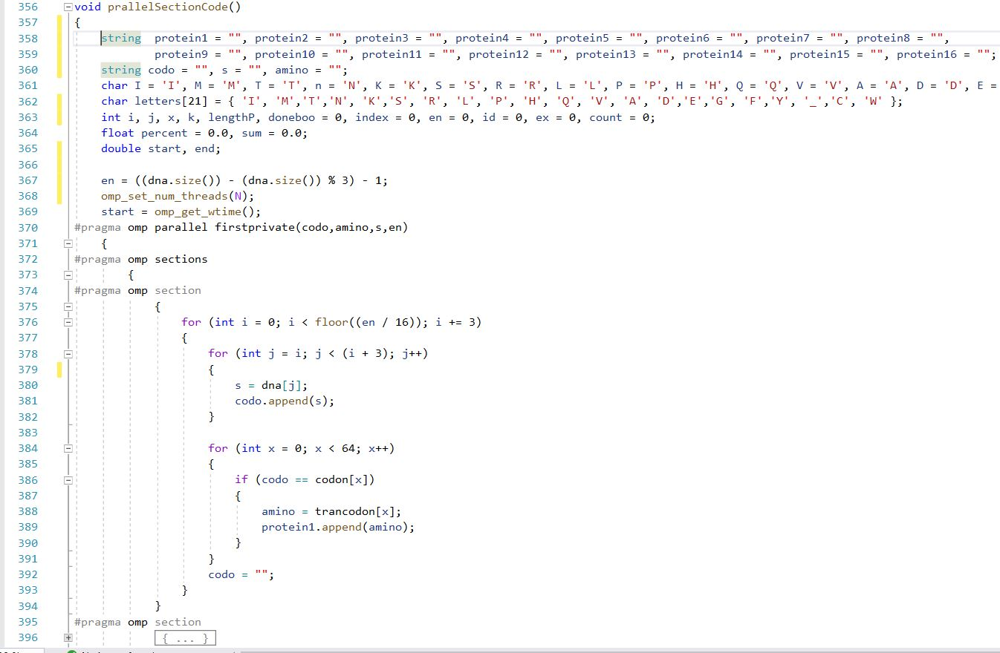 356 void prallelSectionCode()
357 {
358 string protein1 = "", protein2 = "", protein3 = "", protein4 = "", protein5 = "", protein6 = "", protein7 = "", protein8 = "",
359 protein9 = "", protein10 = "", protein11 = "", protein12 = "", protein13 = "", protein14 = "", protein15 = "", protein16 = "";
360 string codo = "", s = "", amino = "";
361 char I = 'I', M = 'M', T = 'T', n = 'N', K = 'K', S = 'S', R = 'R', L = 'L', P = 'P', H = 'H', Q = 'Q', V = 'V', A = 'A', D = 'D', E =
362 char letters[21] = { 'I', 'M','T','N', 'K','S', 'R', 'L', 'P', 'H', 'Q', 'V', 'A', 'D','E','G', 'F','Y', '_','C', 'W' };
363 int i, j, x, k, lengthP, doneboo = 0, index = 0, en = 0, id = 0, ex = 0, count = 0;
364 float percent = 0.0, sum = 0.0;
365 double start, end;
366
367 en = ((dna.size()) - (dna.size()) % 3) - 1;
368 omp_set_num_threads(N);
369 start = omp_get_wtime();
370 #pragma omp parallel firstprivate(codo,amino,s,en)
371 {
372 #pragma omp sections
373 {
374 #pragma omp section
375 {
376 for (int i = 0; i < floor((en / 16)); i += 3)
377 {
378 for (int j = i; j < (i + 3); j++)
379 {
380 s = dna[j];
381 codo.append(s);
382 }
383
384 for (int x = 0; x < 64; x++)
385 {
386 if (codo == codon[x])
387 {
388 amino = trancodon[x];
389 protein1.append(amino);
390 }
391 }
392 codo = "";
393 }
394 }
395 #pragma omp section
396 { ... }